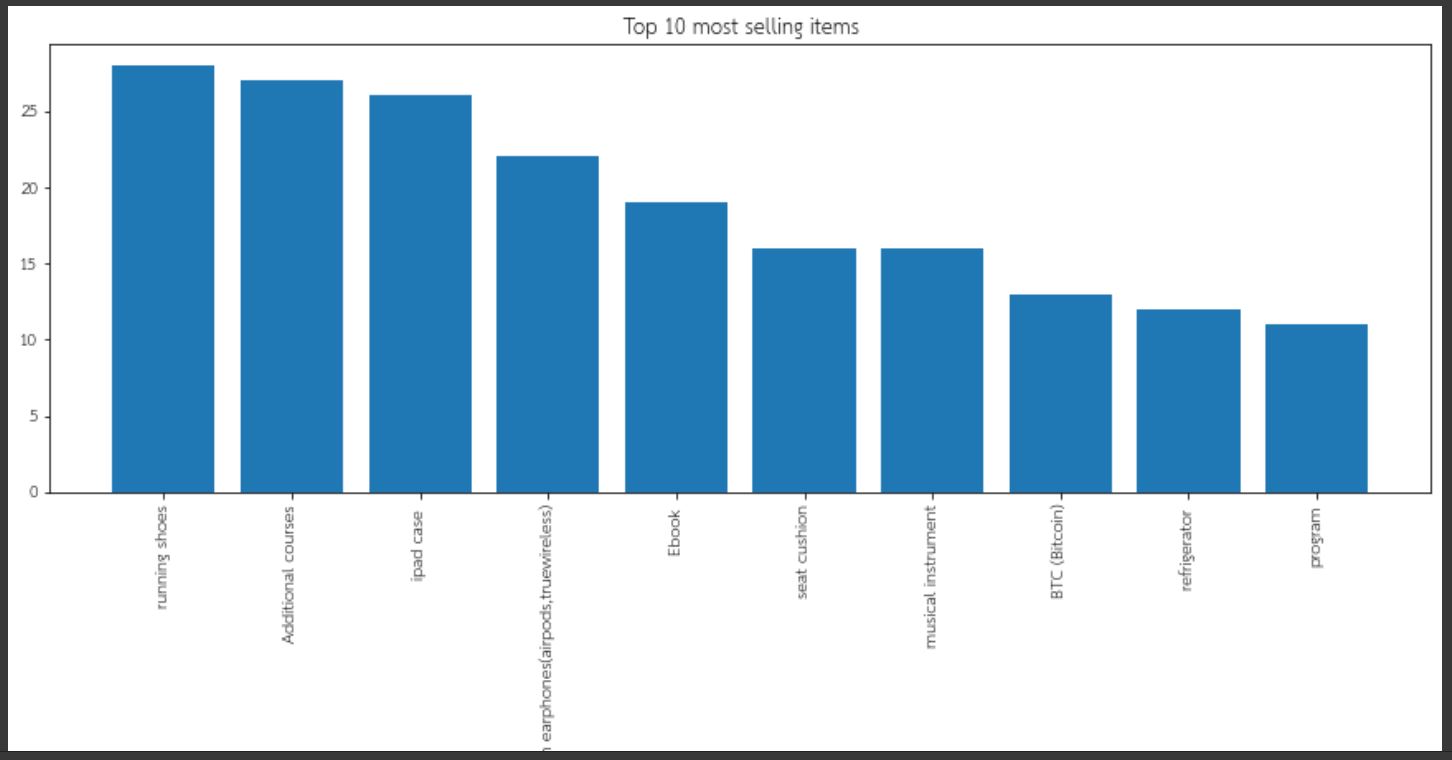 Top 10 most selling items
25
20
15
10
5
0
running shoes
Additional courses
ipad case
earphones(airpods,truewireless)
Ebook
seat cushion
musical instrument
BTC (Bitcoin)
refrigerator
program